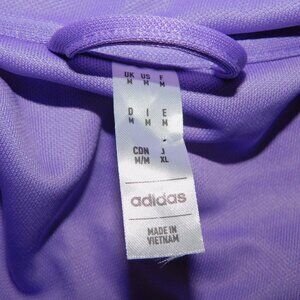 UK US F
M M M
D I E
M M M
CDN J
M/M XL
adidas
MADE IN
VIETNAM